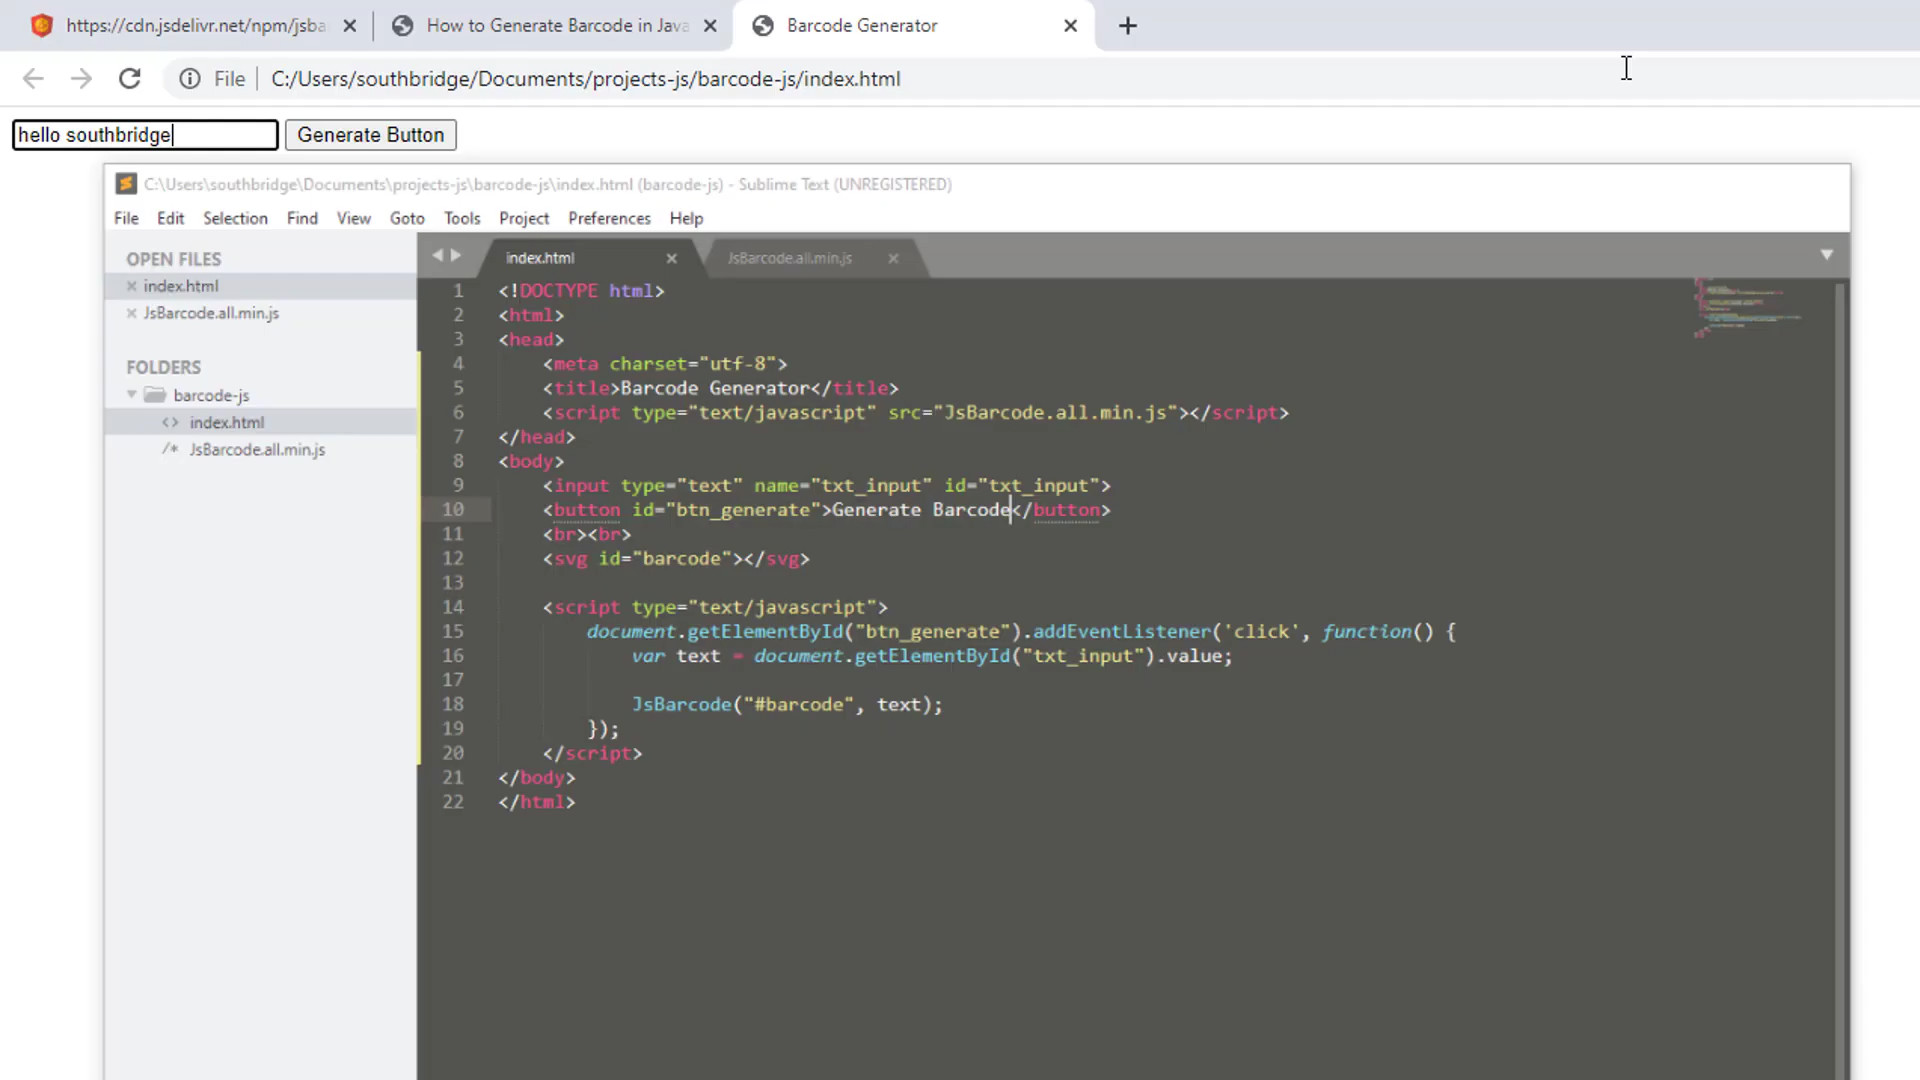 https://cdn.jsdelivr.net/npm/jsba
How to Generate Barcode in Java
Barcode Generator
File
C:/Users/southbridge/Documents/projects-js/barcode-js/index.html
hello southbridge
Generate Button
C:\Users\southbridge\Documents\projects-js\barcode-js\index.html (barcode-js) - Sublime Text (UNREGISTERED)
File Edit Selection Find View Goto Tools Project Preferences Help
OPEN FILES
index.html
JsBarcode.all.min.js
FOLDERS
barcode-js
<> index.html
/* JsBarcode.all.min.js
index.html
JsBarcode.all.min.js
1 <!DOCTYPE html>
2 <html>
3 <head>
4 <meta charset="utf-8">
5 <title>Barcode Generator</title>
6 <script type="text/javascript" src="JsBarcode.all.min.js"></script>
7 </head>
8 <body>
9 <input type="text" name="txt_input" id="txt_input">
10 <button id="btn_generate">Generate Barcode</button>
11 <br><br>
12 <svg id="barcode"></svg>
13
14 <script type="text/javascript">
15 document.getElementById("btn_generate").addEventListener('click', function() {
16 var text = document.getElementById("txt_input").value;
17
18 JsBarcode("#barcode", text);
19 });
20 </script>
21 </body>
22 </html>